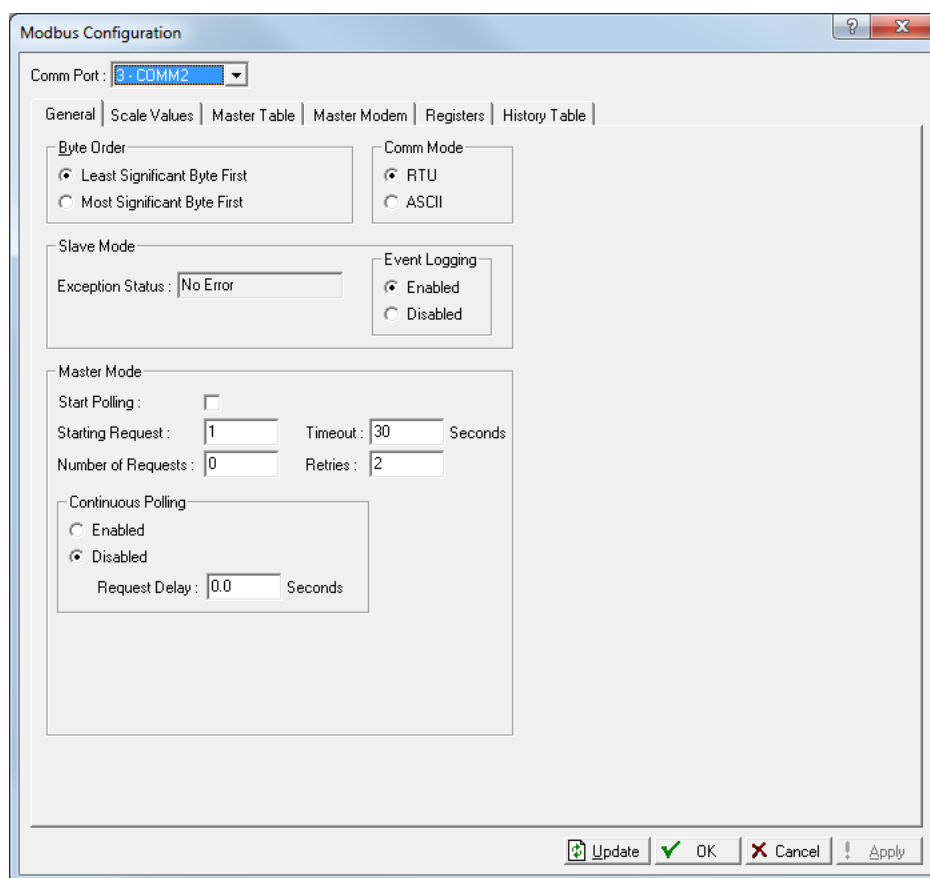 Modbus Configuration
Comm Port : 3 - COMM2
General Scale Values Master Table Master Modem Registers History Table
Byte Order
Least Significant Byte First
Most Significant Byte First
Comm Mode
RTU
ASCII
Slave Mode
Exception Status : No Error
Event Logging
Enabled
Disabled
Master Mode
Start Polling :
Starting Request : 1 Timeout : 30 Seconds
Number of Requests : 0 Retries : 2
Continuous Polling
Enabled
Disabled
Request Delay : 0.0 Seconds
Update OK Cancel Apply